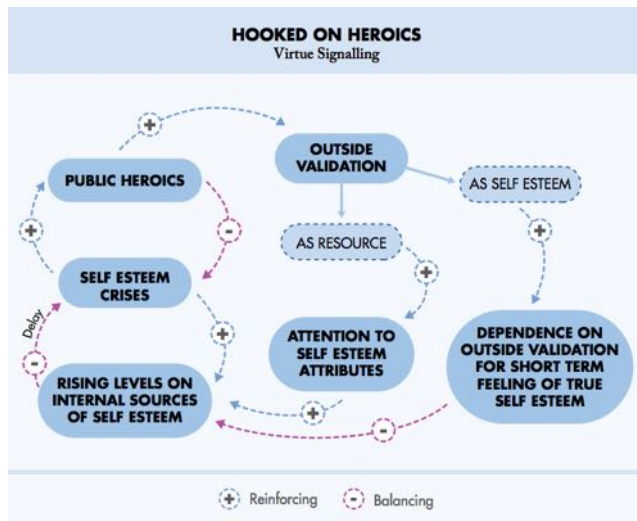 HOOKED ON HEROICS
Virtue Signalling
+
OUTSIDE
VALIDATION
PUBLIC HEROICS
AS SELF ESTEEM
+
-
AS RESOURCE
+
+
SELF ESTEEM
CRISES
+
Delay
-
ATTENTION TO
SELF ESTEEM
ATTRIBUTES
DEPENDENCE ON
OUTSIDE VALIDATION
FOR SHORT TERM
FEELING OF TRUE
SELF ESTEEM
RISING LEVELS ON
INTERNAL SOURCES
OF SELF ESTEEM
+
-
+ Reinforcing
- Balancing